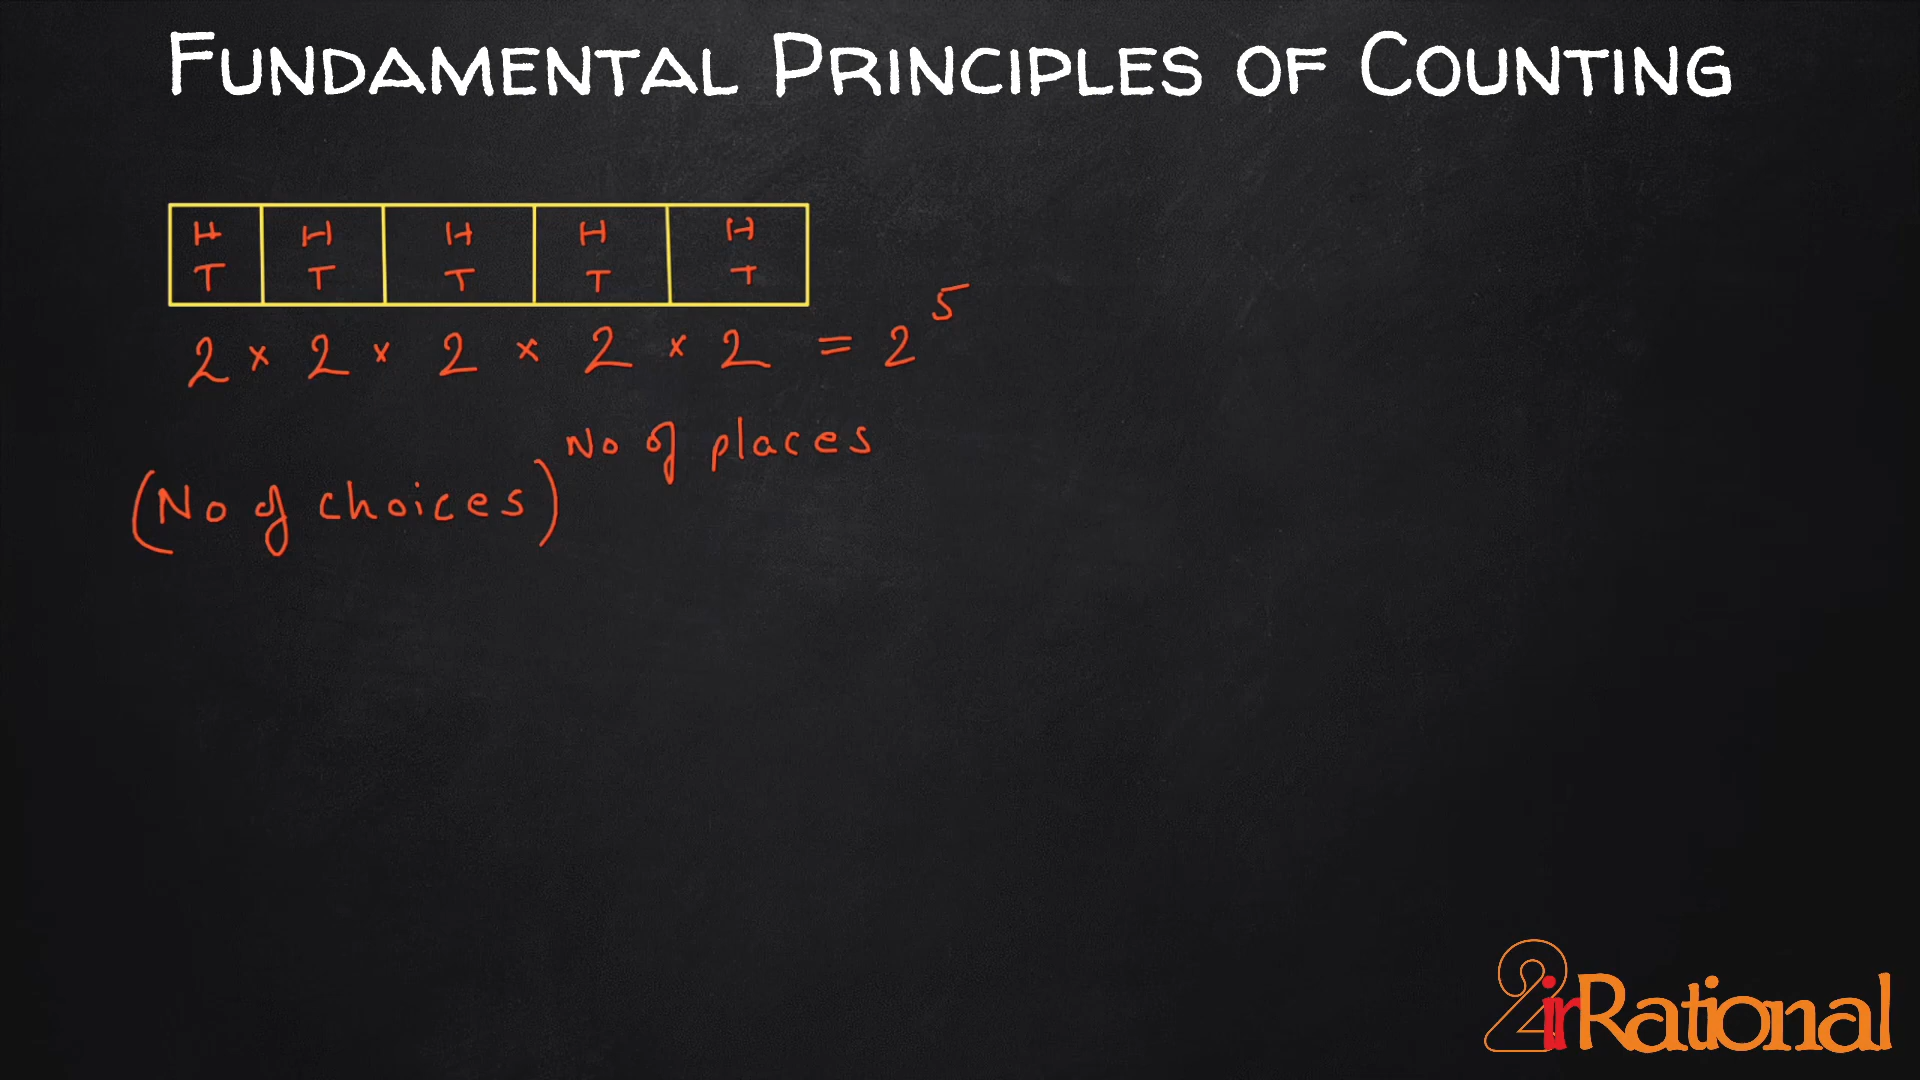 FUNDAMENTAL PRINCIPLES OF COUNTING
H H H H H
T T T T T
2 × 2 × 2 × 2 × 2 = 2^5
(No of choices)^No of places
2irRational